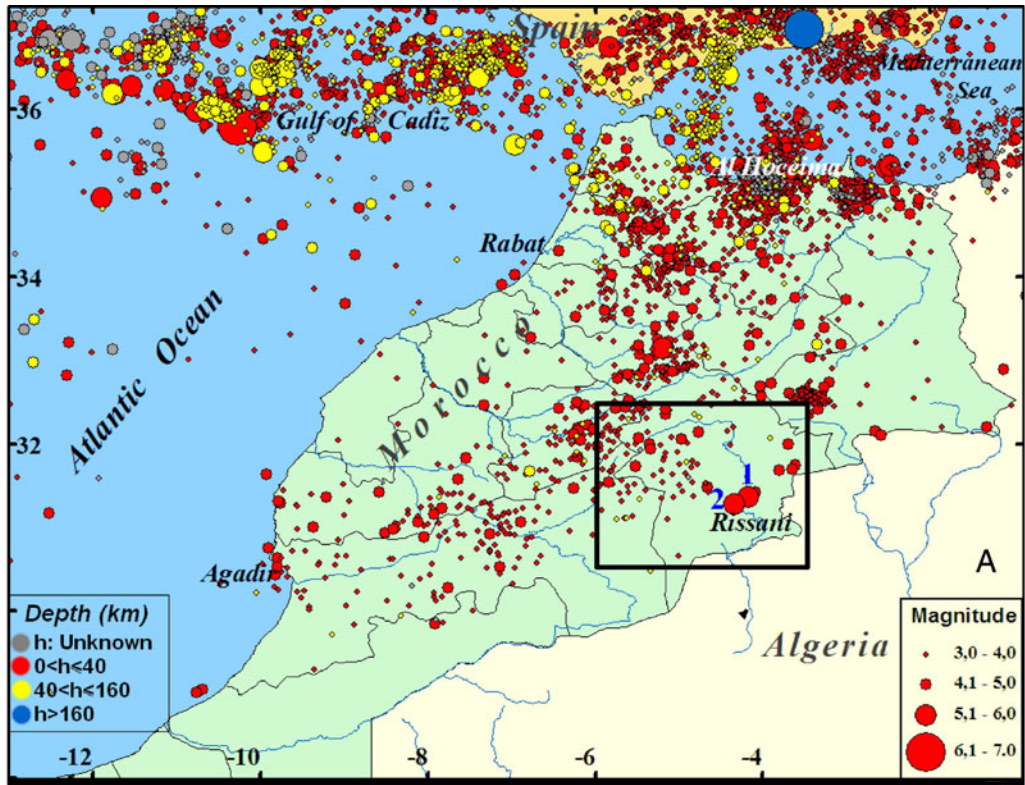 Spain
Mediterranean
Sea
36
Gulf of Cadiz
Al Hoceima
Rabat
34
Atlantic Ocean
Morocco
32
1
2
Rissani
Agadir
A
Algeria
Depth (km)
h: Unknown
0<h≤40
40<h≤160
h>160
Magnitude
3,0 - 4,0
4,1 - 5,0
5,1 - 6,0
6,1 - 7.0
-12 -10 -8 -6 -4